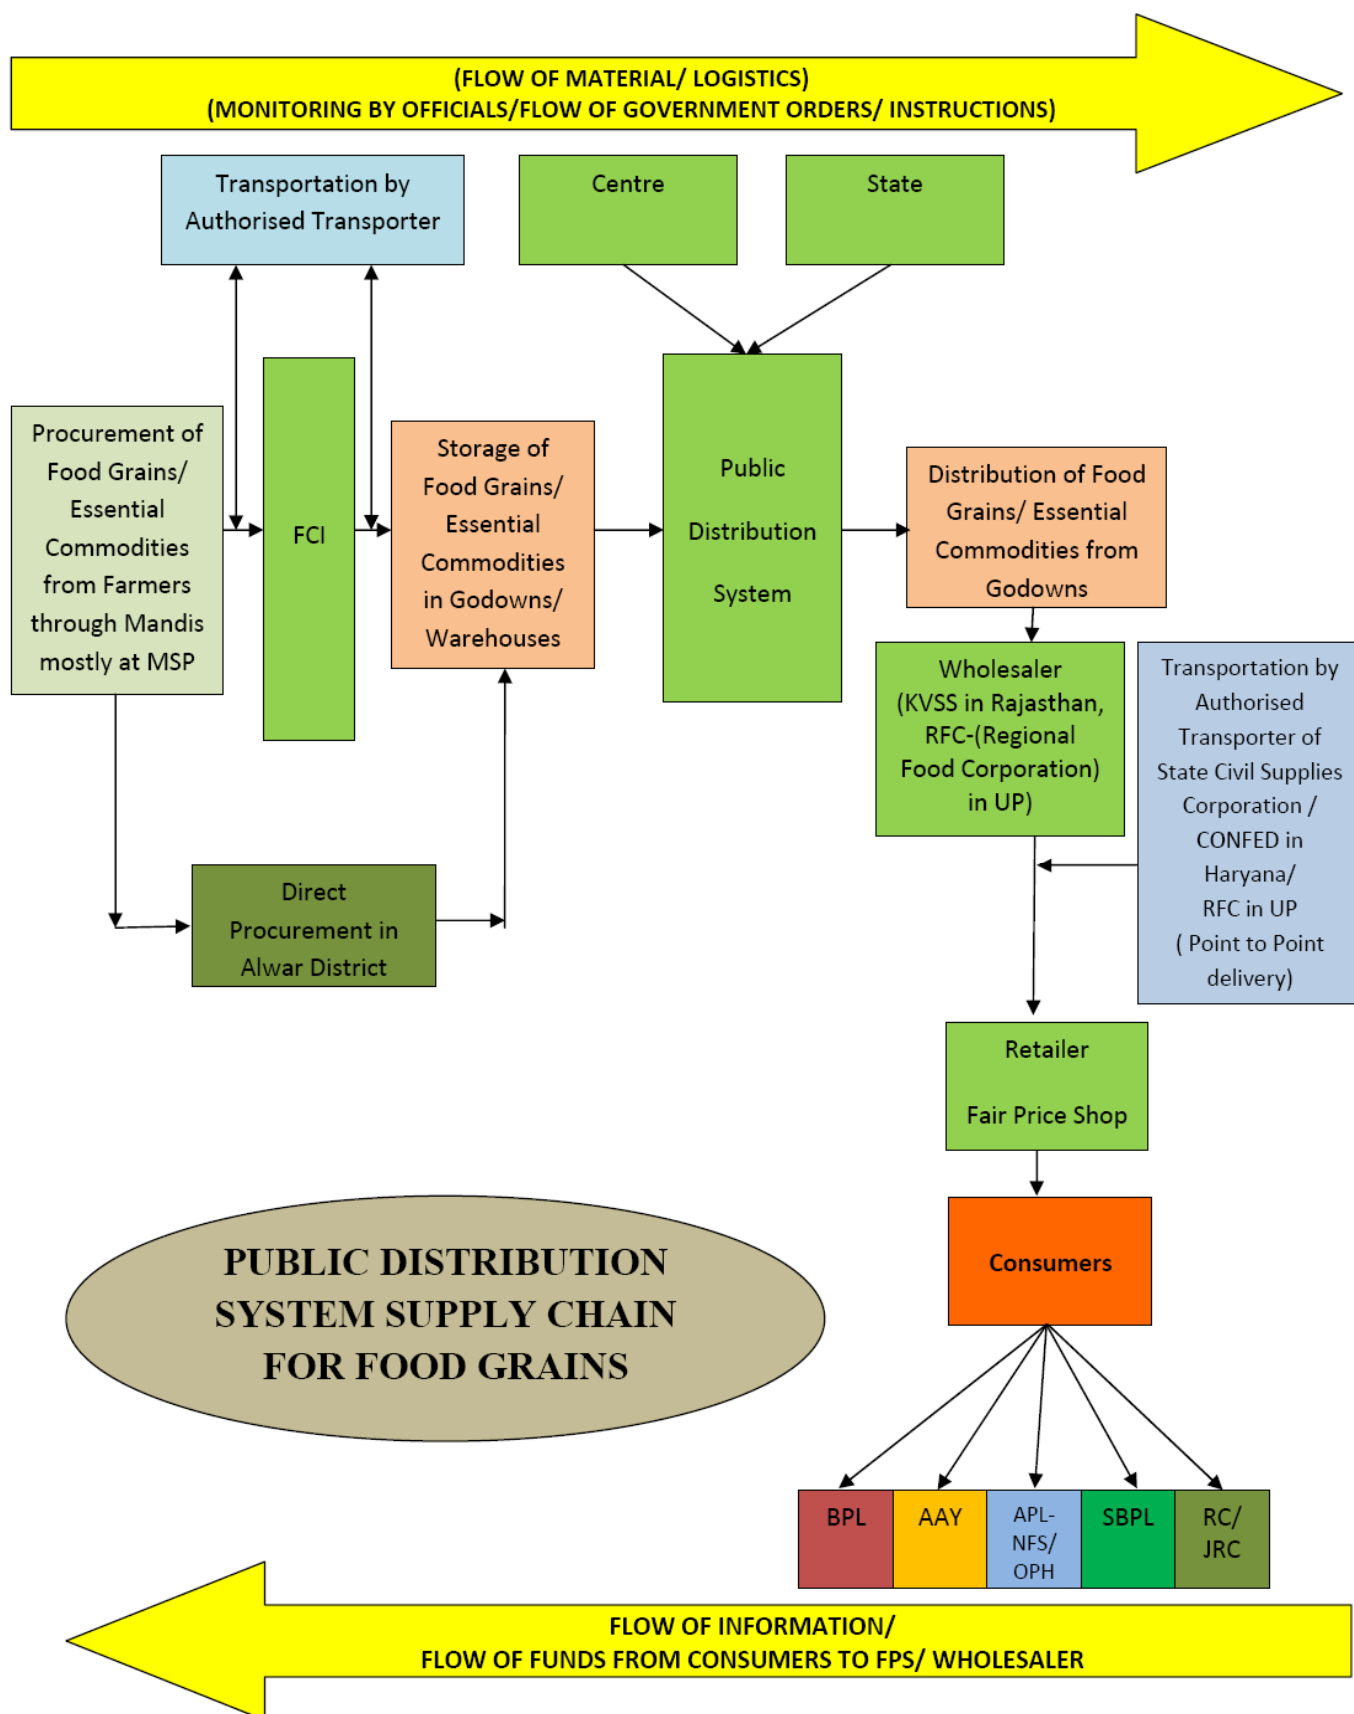 (FLOW OF MATERIAL/ LOGISTICS)
(MONITORING BY OFFICIALS/FLOW OF GOVERNMENT ORDERS/ INSTRUCTIONS)
Transportation by
Authorised Transporter
Centre
State
Procurement of
Food Grains/
Essential
Commodities
from Farmers
through Mandis
mostly at MSP
FCI
Storage of
Food Grains/
Essential
Commodities
in Godowns/
Warehouses
Public
Distribution
System
Distribution of Food
Grains/ Essential
Commodities from
Godowns
Wholesaler
(KVSS in Rajasthan,
RFC-(Regional
Food Corporation)
in UP)
Transportation by
Authorised
Transporter of
State Civil Supplies
Corporation /
CONFED in
Haryana/
RFC in UP
( Point to Point
delivery)
Direct
Procurement in
Alwar District
Retailer
Fair Price Shop
Consumers
PUBLIC DISTRIBUTION
SYSTEM SUPPLY CHAIN
FOR FOOD GRAINS
BPL
AAY
APL-
NFS/
OPH
SBPL
RC/
JRC
FLOW OF INFORMATION/
FLOW OF FUNDS FROM CONSUMERS TO FPS/ WHOLESALER